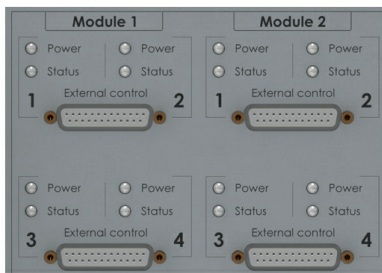 Module 1 Module 2
Power Power Power Power
Status Status Status Status
External control External control
1 2 1 2
Power Power Power Power
Status Status Status Status
External control External control
3 4 3 4